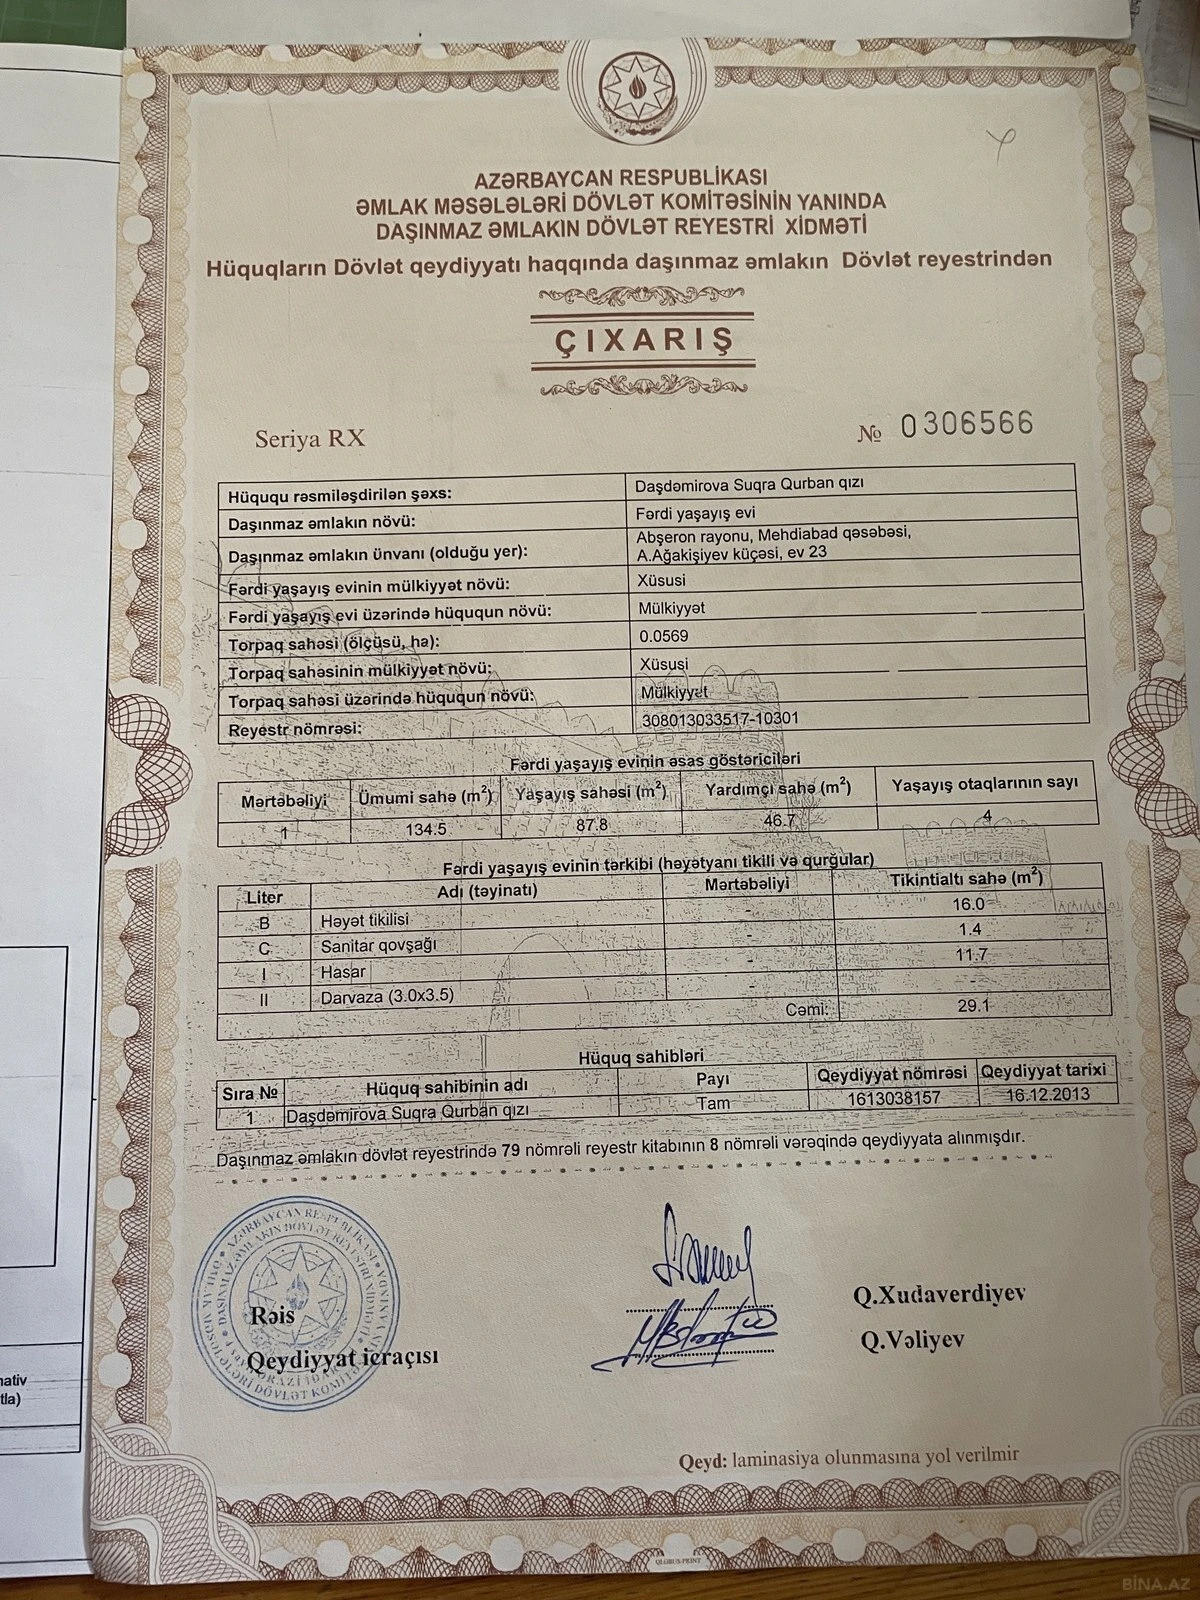 AZƏRBAYCAN RESPUBLİKASI
ƏMLAK MƏSƏLƏLƏRİ DÖVLƏT KOMİTƏSİNİN YANINDA
DAŞINMAZ ƏMLAKIN DÖVLƏT REYESTRİ XİDMƏTİ
Hüquqların Dövlət qeydiyyatı haqqında daşınmaz əmlakın Dövlət reyestrindən
ÇIXARIŞ
Seriya RX № 0306566
Hüququ rəsmiləşdirilən şəxs: Daşdəmirova Suqra Qurban qızı
Daşınmaz əmlakın növü: Fərdi yaşayış evi
Daşınmaz əmlakın ünvanı (olduğu yer): Abşeron rayonu, Mehdiabad qəsəbəsi,
A.Ağakişiyev küçəsi, ev 23
Fərdi yaşayış evinin mülkiyyət növü: Xüsusi
Fərdi yaşayış evi üzərində hüququn növü: Mülkiyyət
Torpaq sahəsi (ölçüsü, ha): 0.0569
Torpaq sahəsinin mülkiyyət növü: Xüsusi
Torpaq sahəsi üzərində hüququn növü: Mülkiyyət
Reyestr nömrəsi: 308013033517-10301
Fərdi yaşayış evinin əsas göstəriciləri
Mərtəbəliyi Ümumi sahə (m²) Yaşayış sahəsi (m²) Yardımçı sahə (m²) Yaşayış otaqlarının sayı
1 134.5 87.8 46.7 4
Fərdi yaşayış evinin tərkibi (həyətyanı tikili və qurğular)
Liter Adı (təyinatı) Mərtəbəliyi Tikintialtı sahə (m²)
B Həyət tikilisi - 16.0
C Sanitar qovşağı - 1.4
I Hasar - 11.7
II Darvaza (3.0x3.5) - -
Cəmi: 29.1
Hüquq sahibləri
Sıra № Hüquq sahibinin adı Payı Qeydiyyat nömrəsi Qeydiyyat tarixi
1 Daşdəmirova Suqra Qurban qızı Tam 1613038157 16.12.2013
Daşınmaz əmlakın dövlət reyestrində 79 nömrəli reyestr kitabının 8 nömrəli vərəqində qeydiyyata alınmışdır.
Rəis Q.Xudaverdiyev
Qeydiyyat icraçısı Q.Vəliyev
Qeyd: laminasiya olunmasına yol verilmir
QLOBUS-PRINT
BİNA.AZ